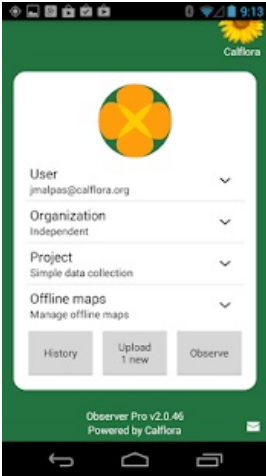 9:13
Calflora
User
jmalpas@calflora.org
Organization
Independent
Project
Simple data collection
Offline maps
Manage offline maps
History
Upload
1 new
Observe
Observer Pro v2.0.46
Powered by Calflora